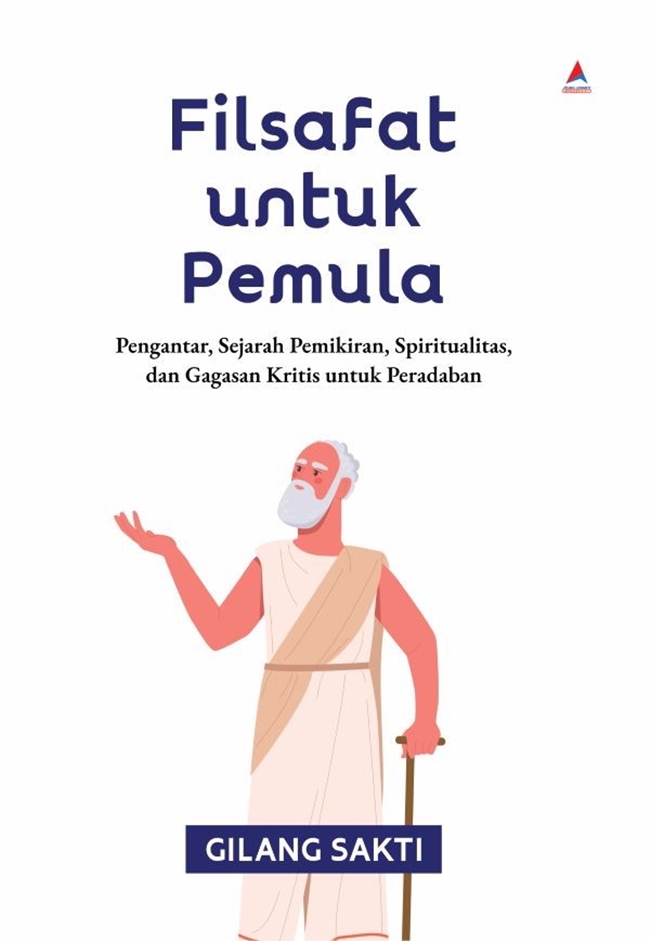 Filsafat
untuk
Pemula
Pengantar, Sejarah Pemikiran, Spiritualitas,
dan Gagasan Kritis untuk Peradaban
GILANG SAKTI